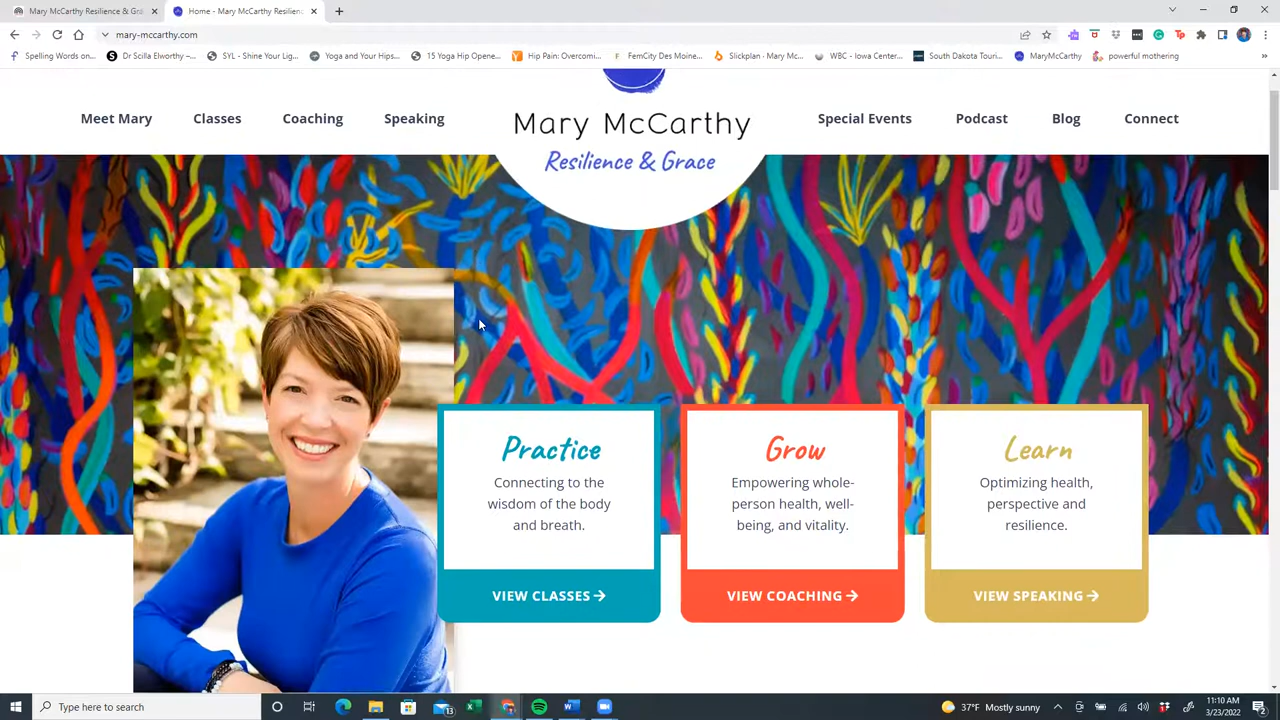 Mary McCarthy Resilience & Gra
Home - Mary McCarthy Resilienc
mary-mccarthy.com
Spelling Words on...
Dr Scilla Elworthy –...
SYL - Shine Your Lig...
Yoga and Your Hips...
15 Yoga Hip Opene...
Hip Pain: Overcomi...
FemCity Des Moine...
Slickplan - Mary Mc...
WBC - Iowa Center...
South Dakota Touri...
MaryMcCarthy
powerful mothering
Meet Mary Classes Coaching Speaking
Mary McCarthy
Resilience & Grace
Special Events Podcast Blog Connect
Practice
Connecting to the
wisdom of the body
and breath.
VIEW CLASSES
Grow
Empowering whole-
person health, well-
being, and vitality.
VIEW COACHING
Learn
Optimizing health,
perspective and
resilience.
VIEW SPEAKING
Type here to search
13
37°F Mostly sunny
11:10 AM
3/23/2022